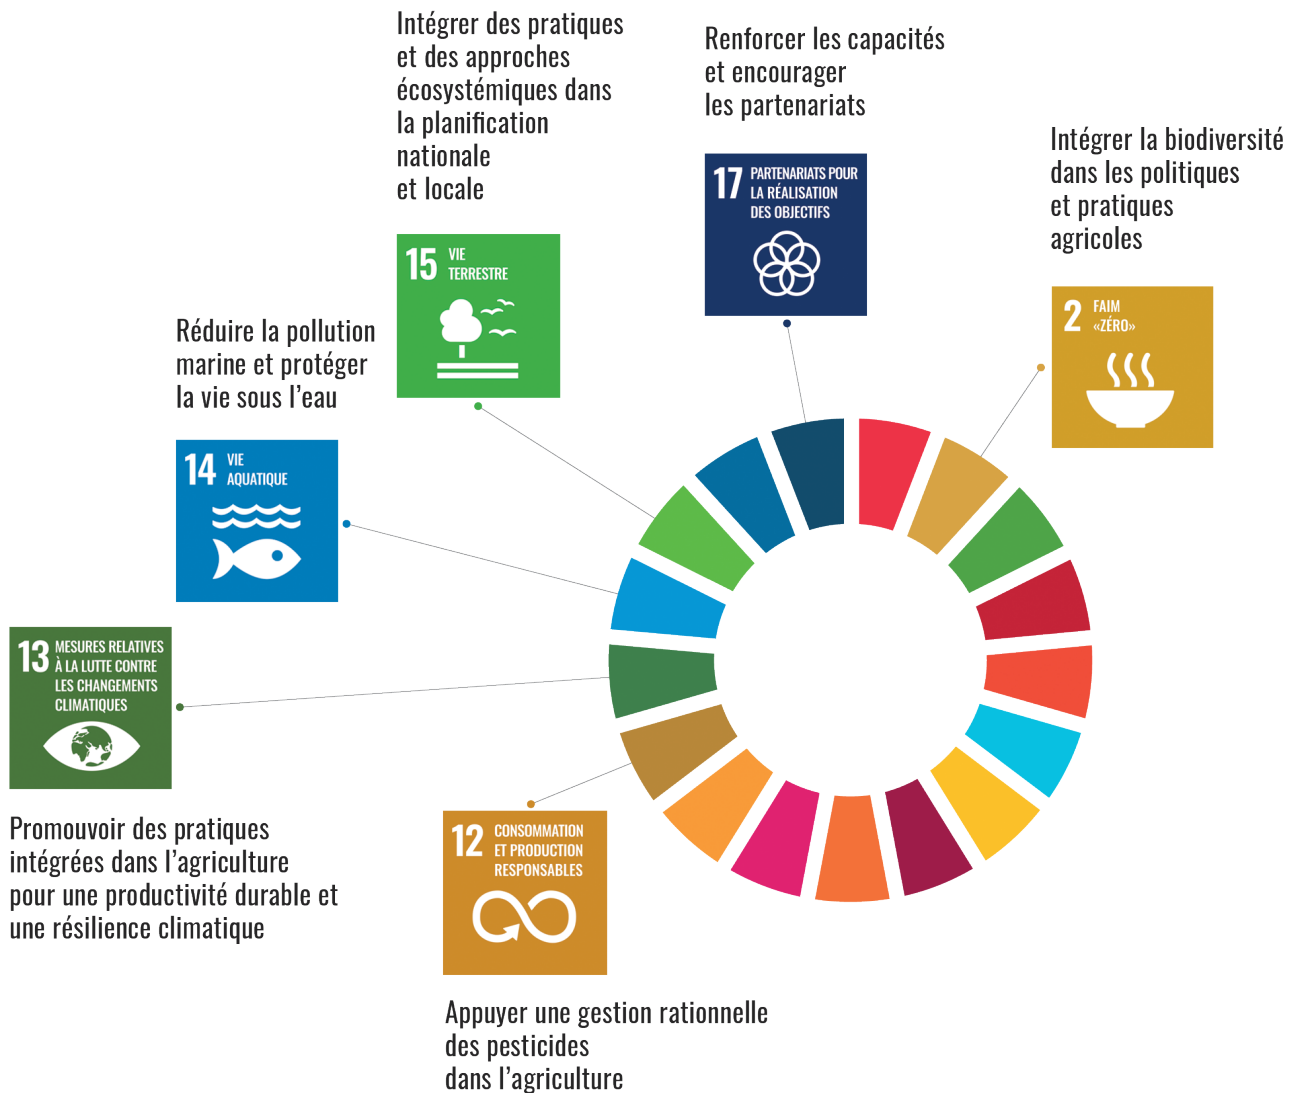 Intégrer des pratiques
et des approches
écosystémiques dans
la planification
nationale
et locale
15 VIE
TERRESTRE
Renforcer les capacités
et encourager
les partenariats
17 PARTENARIATS POUR
LA RÉALISATION
DES OBJECTIFS
Intégrer la biodiversité
dans les politiques
et pratiques
agricoles
2 FAIM
«ZÉRO»
Réduire la pollution
marine et protéger
la vie sous l’eau
14 VIE
AQUATIQUE
13 MESURES RELATIVES
À LA LUTTE CONTRE
LES CHANGEMENTS
CLIMATIQUES
Promouvoir des pratiques
intégrées dans l’agriculture
pour une productivité durable et
une résilience climatique
12 CONSOMMATION
ET PRODUCTION
RESPONSABLES
Appuyer une gestion rationnelle
des pesticides
dans l’agriculture